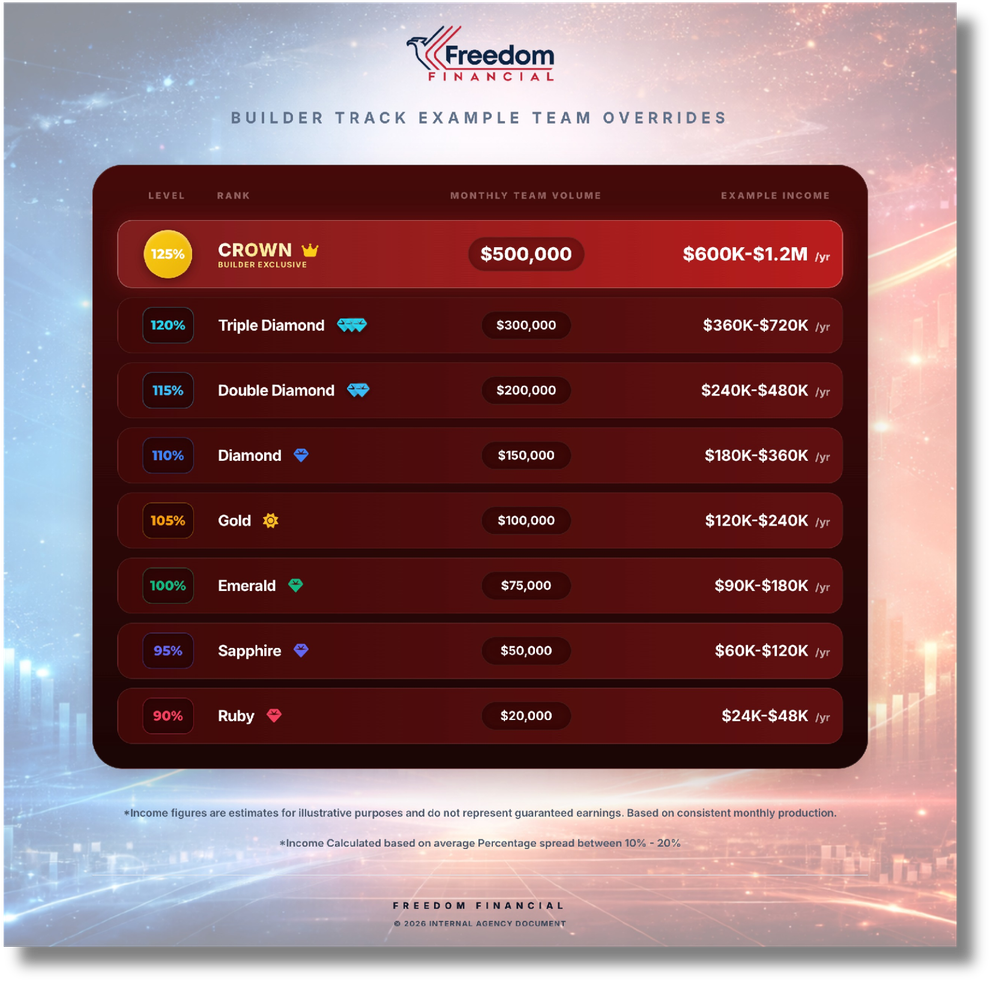 Freedom
FINANCIAL
BUILDER TRACK EXAMPLE TEAM OVERRIDES
LEVEL RANK MONTHLY TEAM VOLUME EXAMPLE INCOME
125% CROWN $500,000 $600K-$1.2M /yr
BUILDER EXCLUSIVE
120% Triple Diamond $300,000 $360K-$720K /yr
115% Double Diamond $200,000 $240K-$480K /yr
110% Diamond $150,000 $180K-$360K /yr
105% Gold $100,000 $120K-$240K /yr
100% Emerald $75,000 $90K-$180K /yr
95% Sapphire $50,000 $60K-$120K /yr
90% Ruby $20,000 $24K-$48K /yr
*Income figures are estimates for illustrative purposes and do not represent guaranteed earnings. Based on consistent monthly production.
*Income Calculated based on average Percentage spread between 10% - 20%
FREEDOM FINANCIAL
© 2026 INTERNAL AGENCY DOCUMENT